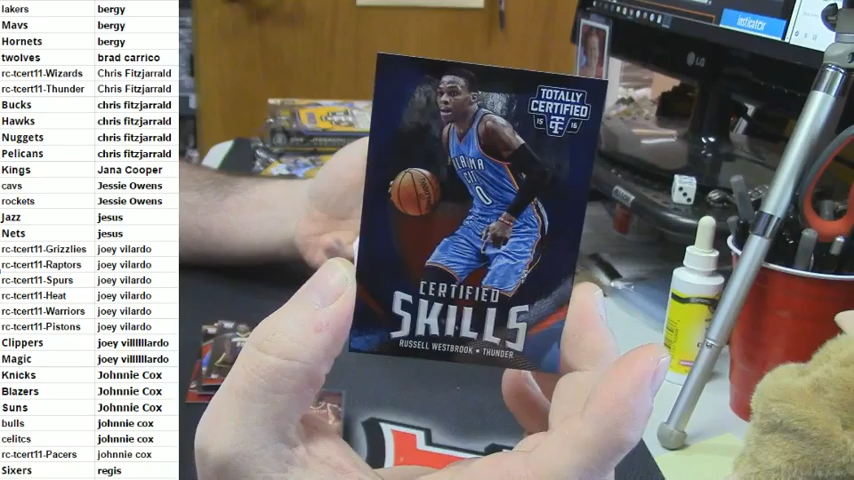 lakers bergy
Mavs bergy
Hornets bergy
twolves brad carrico
rc-tcert11-Wizards Chris Fitzjarrald
rc-tcert11-Thunder Chris Fitzjarrald
Bucks chris fitzjarrald
Hawks chris fitzjarrald
Nuggets chris fitzjarrald
Pelicans chris fitzjarrald
Kings Jana Cooper
cavs Jessie Owens
rockets Jessie Owens
Jazz jesus
Nets jesus
rc-tcert11-Grizzlies joey vilardo
rc-tcert11-Raptors joey vilardo
rc-tcert11-Spurs joey vilardo
rc-tcert11-Heat joey vilardo
rc-tcert11-Warriors joey vilardo
rc-tcert11-Pistons joey vilardo
Clippers joey villlllllardo
Magic joey villlllllardo
Knicks Johnnie Cox
Blazers Johnnie Cox
Suns Johnnie Cox
bulls johnnie cox
celitcs johnnie cox
rc-tcert11-Pacers johnnie cox
Sixers regis
TOTALLY
CERTIFIED
15 16
0
CERTIFIED
SKILLS
RUSSELL WESTBROOK • THUNDER
LG